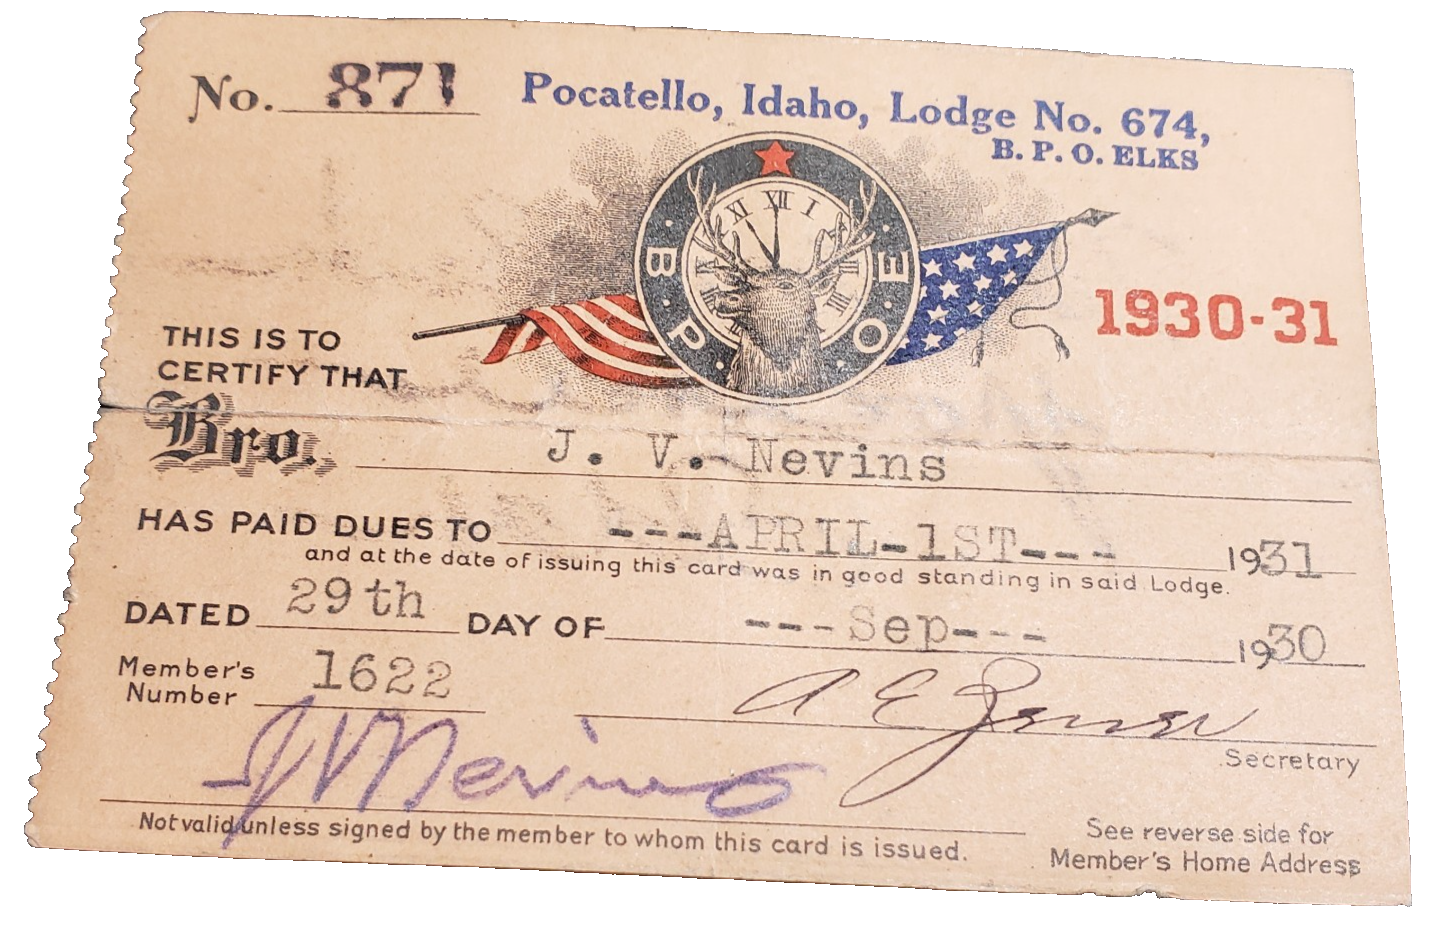 No. 871
Pocatello, Idaho, Lodge No. 674,
B. P. O. ELKS
XI XII I
B P O E
1930-31
THIS IS TO
CERTIFY THAT
Bro. J. V. Nevins
HAS PAID DUES TO ---APRIL-1ST--- 1931
and at the date of issuing this card was in good standing in said Lodge.
DATED 29th DAY OF ---Sep--- 1930
Member's
Number 1622
A E
Secretary
J V Nevins
Not valid unless signed by the member to whom this card is issued.
See reverse side for
Member's Home Address